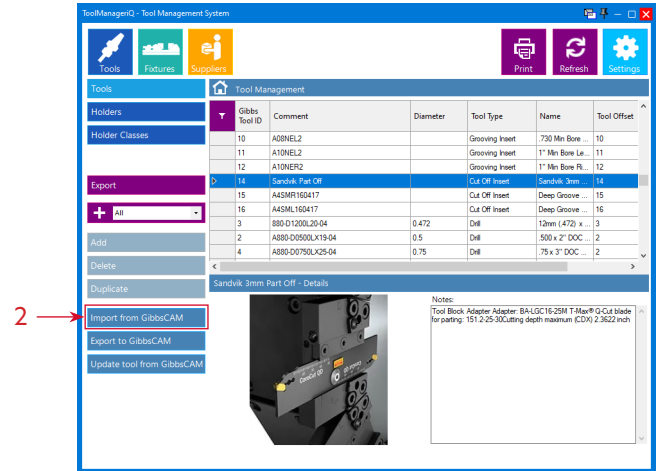 ToolManageriQ - Tool Management System
Tools
Fixtures
Suppliers
Print
Refresh
Settings
Tools
Tool Management
Holders
Holder Classes
Export
All
Add
Delete
Duplicate
2
Import from GibbsCAM
Export to GibbsCAM
Update tool from GibbsCAM
Gibbs Tool ID Comment Diameter Tool Type Name Tool Offset
10 A08NEL2 Grooving Insert .730 Min Bore ... 10
11 A10NEL2 Grooving Insert 1" Min Bore Le... 11
12 A10NER2 Grooving Insert 1" Min Bore Ri... 12
14 Sandvik Part Off Cut Off Insert Sandvik 3mm ... 14
15 A4SMR160417 Cut Off Insert Deep Groove ... 15
16 A4SML160417 Cut Off Insert Deep Groove ... 16
3 880-D1200L20-04 0.472 Drill 12mm (.472) x ... 3
2 A880-D0500LX19-04 0.5 Drill .500 x 2" DOC ... 2
4 A880-D0750LX25-04 0.75 Drill .75 x 3" DOC ... 2
Sandvik 3mm Part Off - Details
CoroCut QD
Notes:
Tool Block Adapter Adapter: BA-LGC16-25M T-Max® Q-Cut blade
for parting: 151.2-25-30Cutting depth maximum (CDX) 2.3622 inch